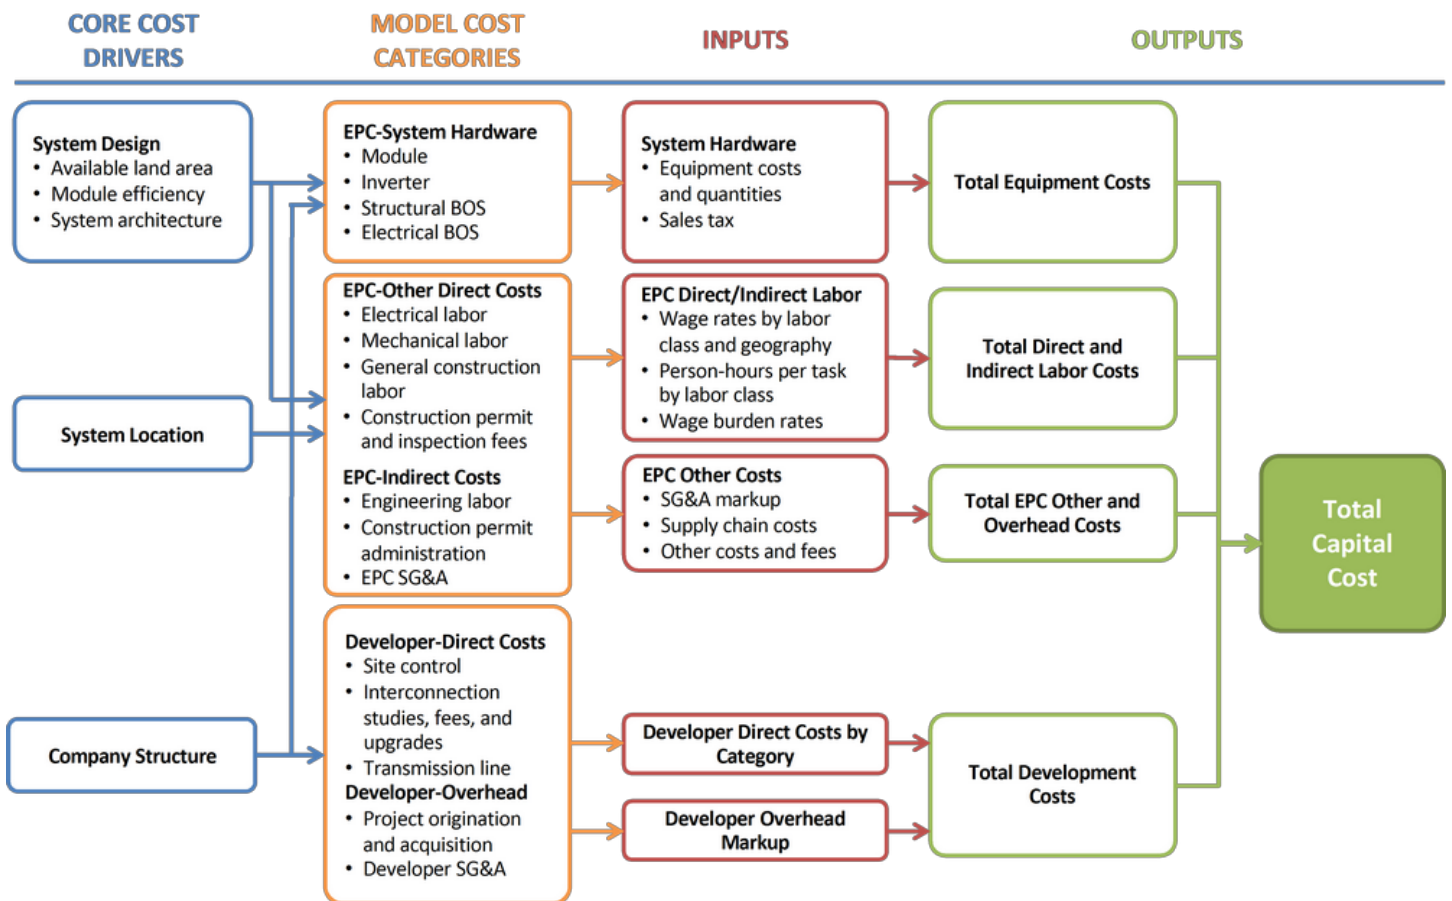 CORE COST
DRIVERS
MODEL COST
CATEGORIES
INPUTS
OUTPUTS
System Design
• Available land area
• Module efficiency
• System architecture
System Location
Company Structure
EPC-System Hardware
• Module
• Inverter
• Structural BOS
• Electrical BOS
EPC-Other Direct Costs
• Electrical labor
• Mechanical labor
• General construction
labor
• Construction permit
and inspection fees
EPC-Indirect Costs
• Engineering labor
• Construction permit
administration
• EPC SG&A
Developer-Direct Costs
• Site control
• Interconnection
studies, fees, and
upgrades
• Transmission line
Developer-Overhead
• Project origination
and acquisition
• Developer SG&A
System Hardware
• Equipment costs
and quantities
• Sales tax
EPC Direct/Indirect Labor
• Wage rates by labor
class and geography
• Person-hours per task
by labor class
• Wage burden rates
EPC Other Costs
• SG&A markup
• Supply chain costs
• Other costs and fees
Developer Direct Costs by
Category
Developer Overhead
Markup
Total Equipment Costs
Total Direct and
Indirect Labor Costs
Total EPC Other and
Overhead Costs
Total Development
Costs
Total
Capital
Cost